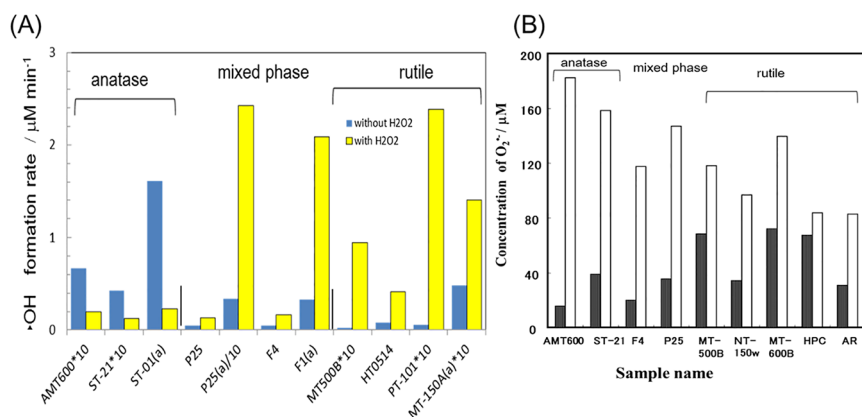 (A)
•OH formation rate / μM min⁻¹
3
2
1
0
anatase
mixed phase
rutile
without H2O2
with H2O2
AMT600*10
ST-21*10
ST-01(a)
P25
P25(a)/10
F4
F1(a)
MT500B*10
HT0514
PT-101*10
MT-150A(a)*10
(B)
Concentration of O₂•⁻/ μM
200
160
120
80
40
0
anatase
mixed phase
rutile
AMT600
ST-21
F4
P25
MT-
500B
NT-
150w
MT-
600B
HPC
AR
Sample name